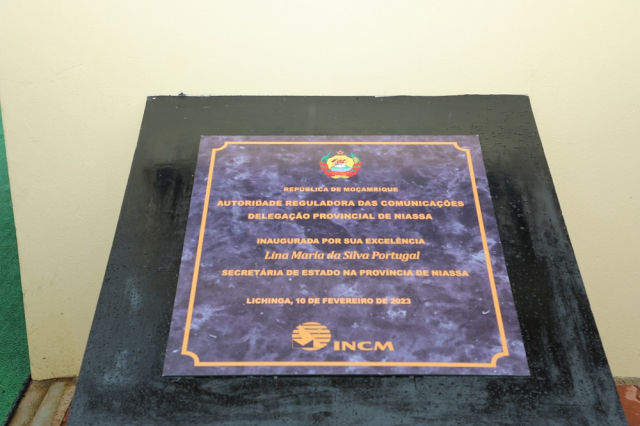 REPÚBLICA DE MOÇAMBIQUE
AUTORIDADE REGULADORA DAS COMUNICAÇÕES
DELEGAÇÃO PROVINCIAL DE NIASSA
INAUGURADA POR SUA EXCELÊNCIA
Lina Maria da Silva Portugal
SECRETÁRIA DE ESTADO NA PROVÍNCIA DE NIASSA
LICHINGA, 10 DE FEVEREIRO DE 2023
INCM